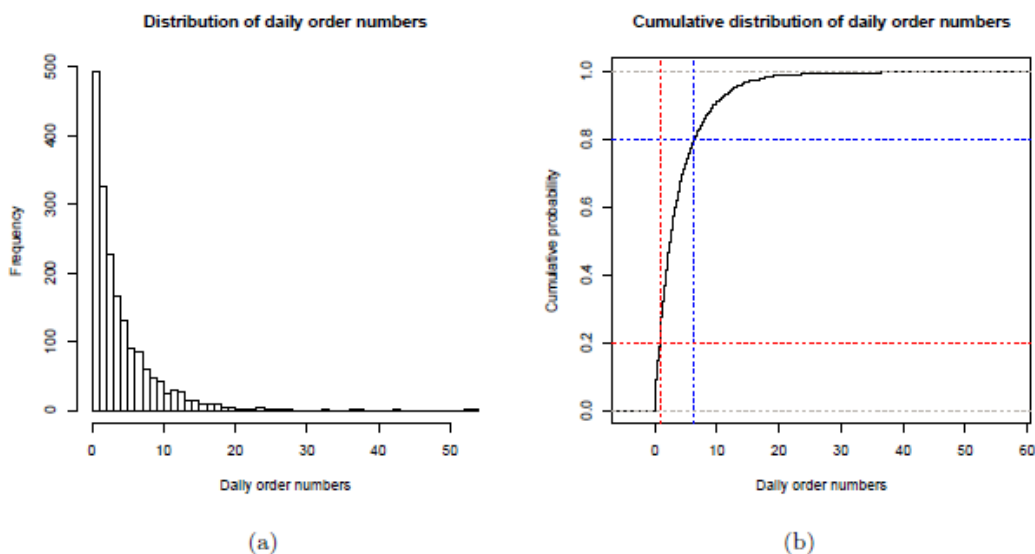 Distribution of daily order numbers
Frequency
0
100
200
300
400
500
0 10 20 30 40 50
Daily order numbers
(a)
Cumulative distribution of daily order numbers
Cumulative probability
0.0
0.2
0.4
0.6
0.8
1.0
0 10 20 30 40 50 60
Daily order numbers
(b)